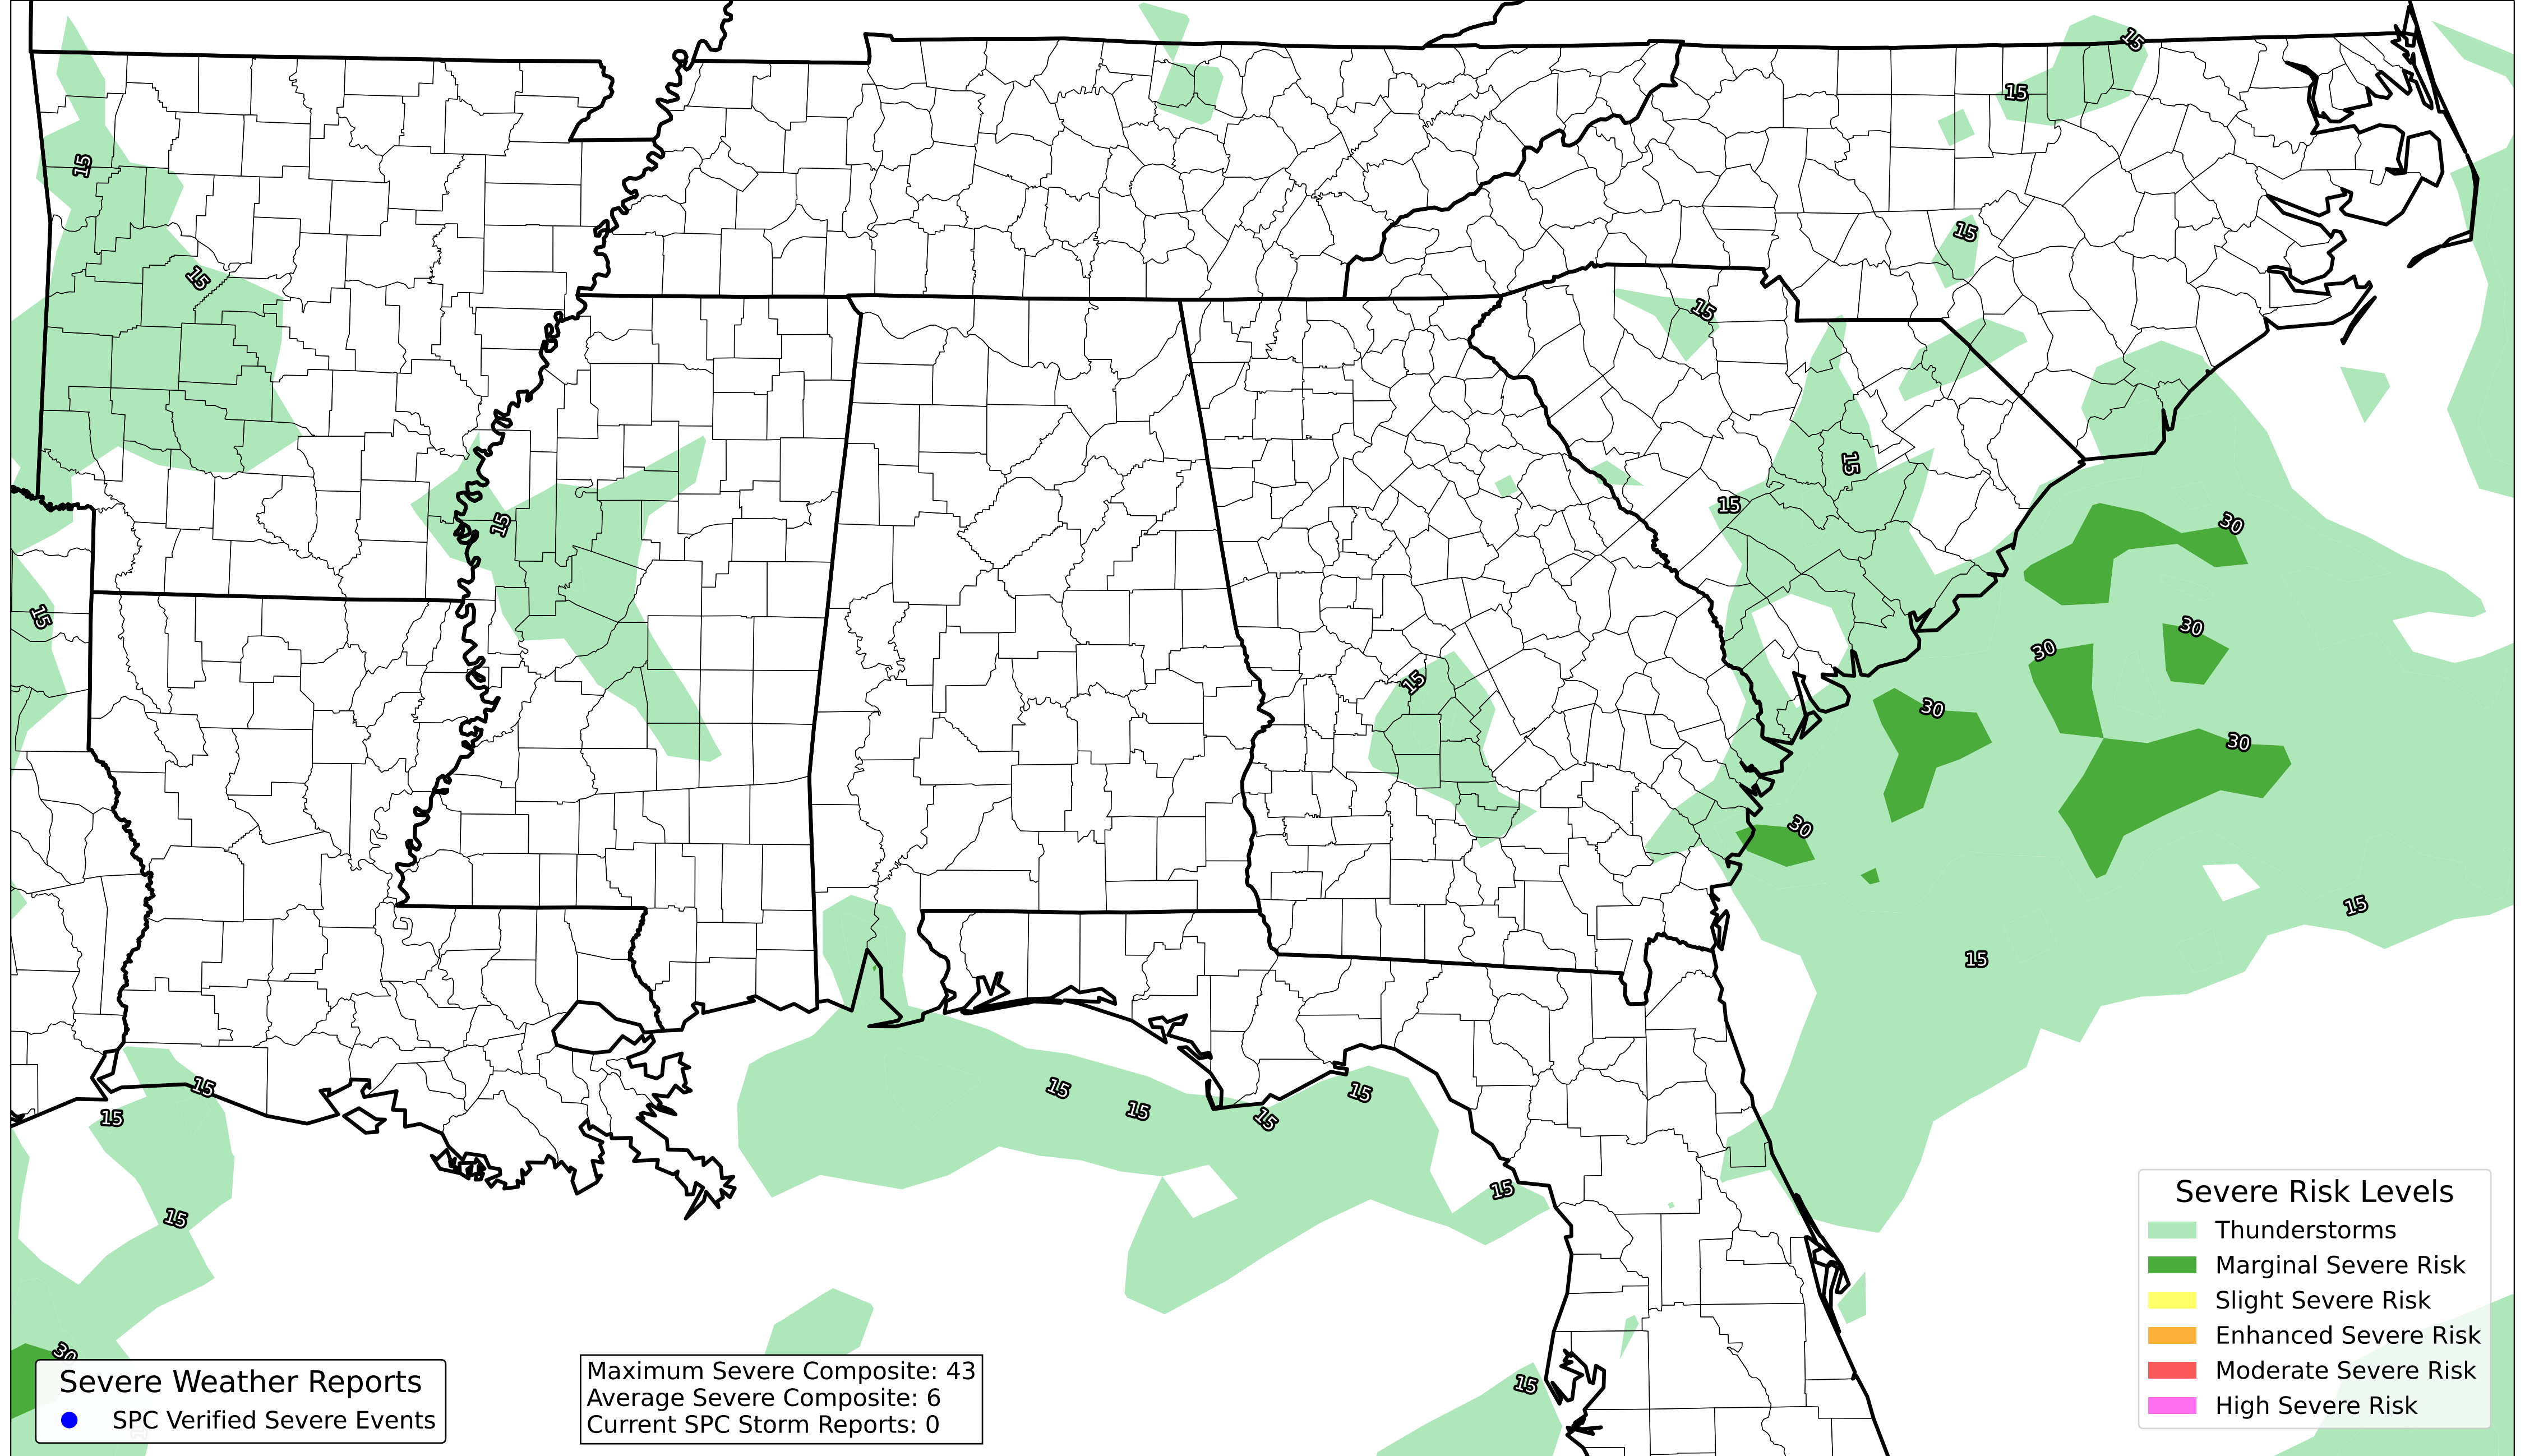 15
15
15
15
15
15
15
15
15
15
30
15
30
30
30
15
30
30
15
15
15
15
15
15
15
15
15
15
30
15
Severe Weather Reports
SPC Verified Severe Events
Maximum Severe Composite: 43
Average Severe Composite: 6
Current SPC Storm Reports: 0
Severe Risk Levels
Thunderstorms
Marginal Severe Risk
Slight Severe Risk
Enhanced Severe Risk
Moderate Severe Risk
High Severe Risk